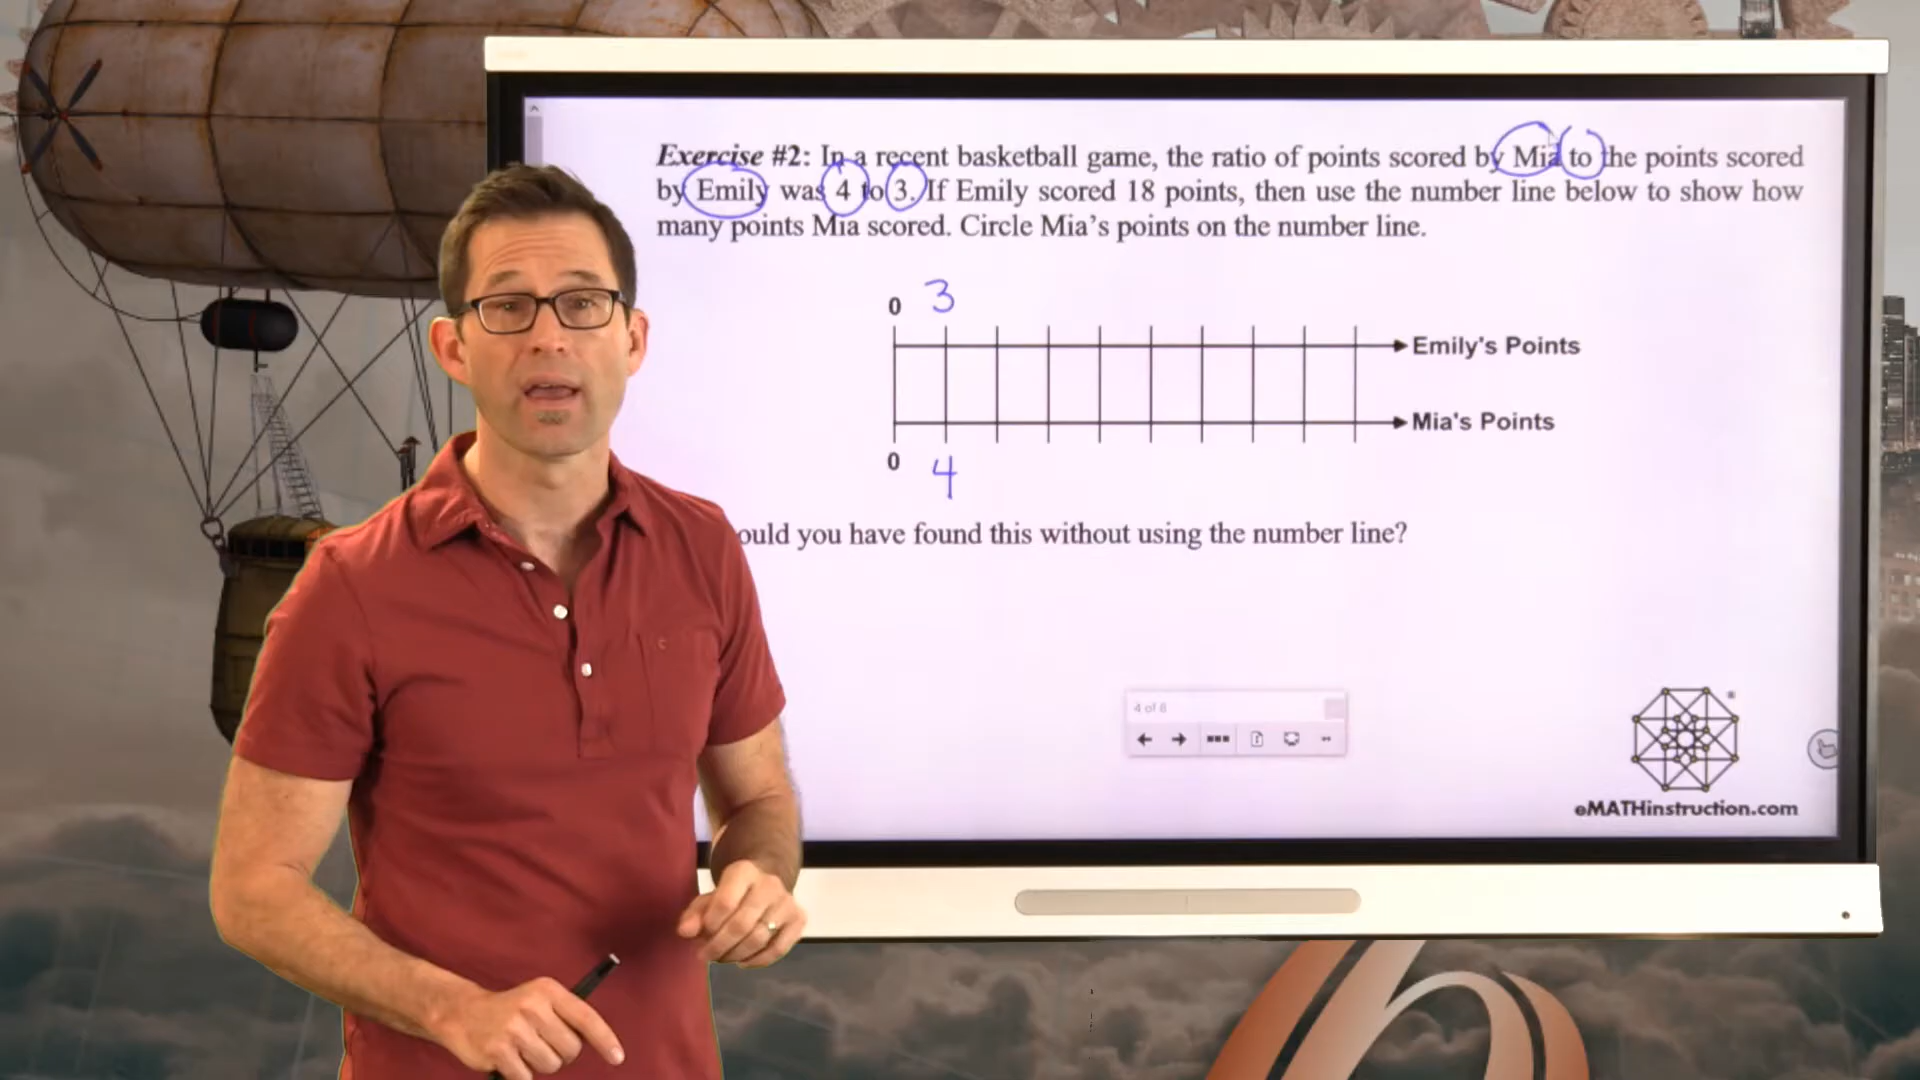 Exercise #2: In a recent basketball game, the ratio of points scored by Mia to the points scored
by Emily was 4 to 3. If Emily scored 18 points, then use the number line below to show how
many points Mia scored. Circle Mia's points on the number line.
0 3
Emily's Points
Mia's Points
0 4
ould you have found this without using the number line?
4 of 6
eMATHinstruction.com